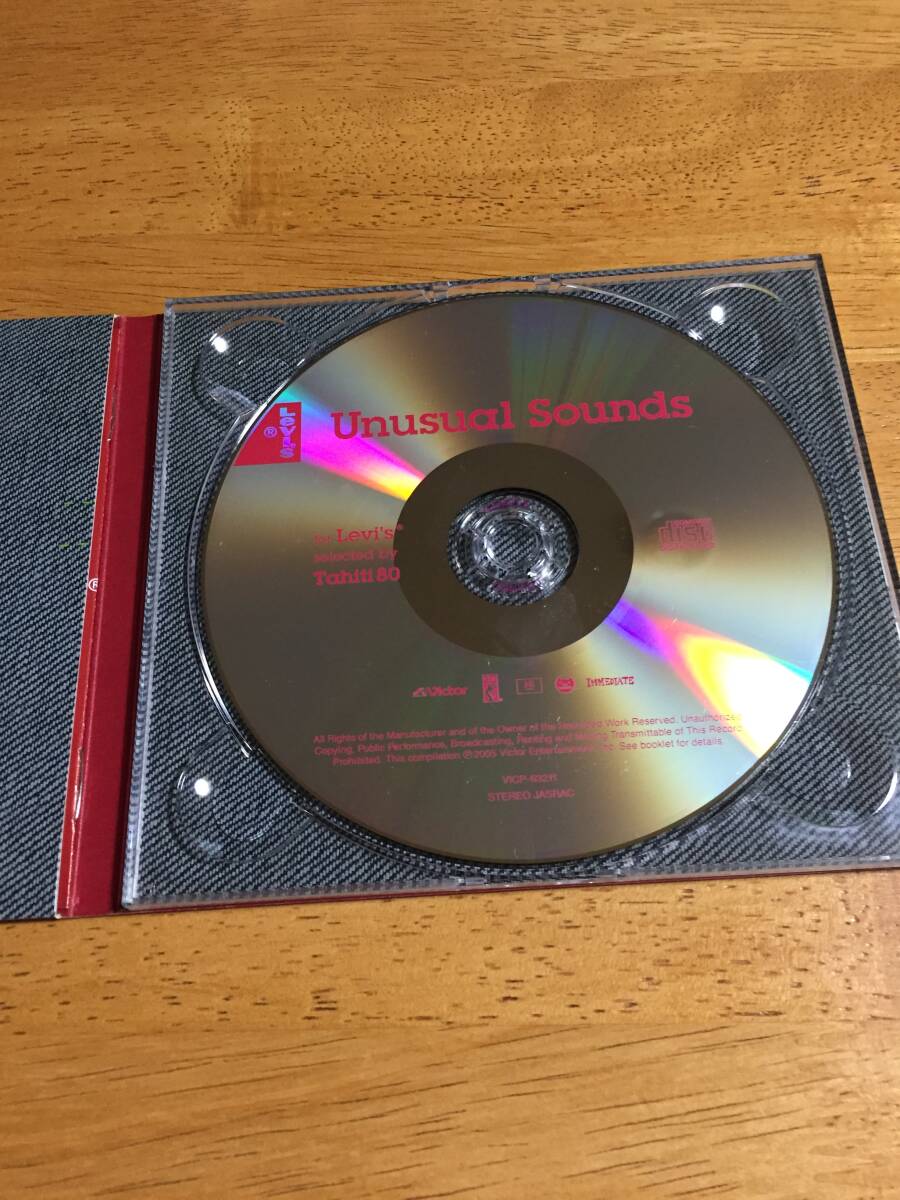 Levi's
®
Unusual Sounds
for Levi's®
selected by
Tahiti 80
disc
Victor
IMMEDIATE
All Rights of the Manufacturer and of the Owner of the Recorded Work Reserved. Unauthorized
Copying, Public Performance, Broadcasting, Renting and Making Transmittable of This Record
Prohibited. This compilation ℗2005 Victor Entertainment, Inc. See booklet for details.
STEREO JASRAC
®